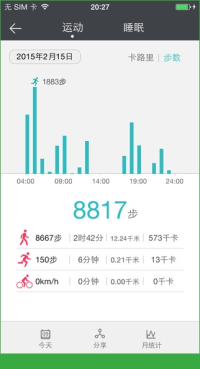 无 SIM 卡 20:27
运动 睡眠
2015年2月15日 卡路里 | 步数
1883步
04:00 09:00 14:00 19:00 24:00
8817步
8667步 2时42分 12.24千米 573千卡
150步 6分钟 0.21千米 13千卡
0km/h 0分钟 0.00千米 0千卡
今天 分享 月统计